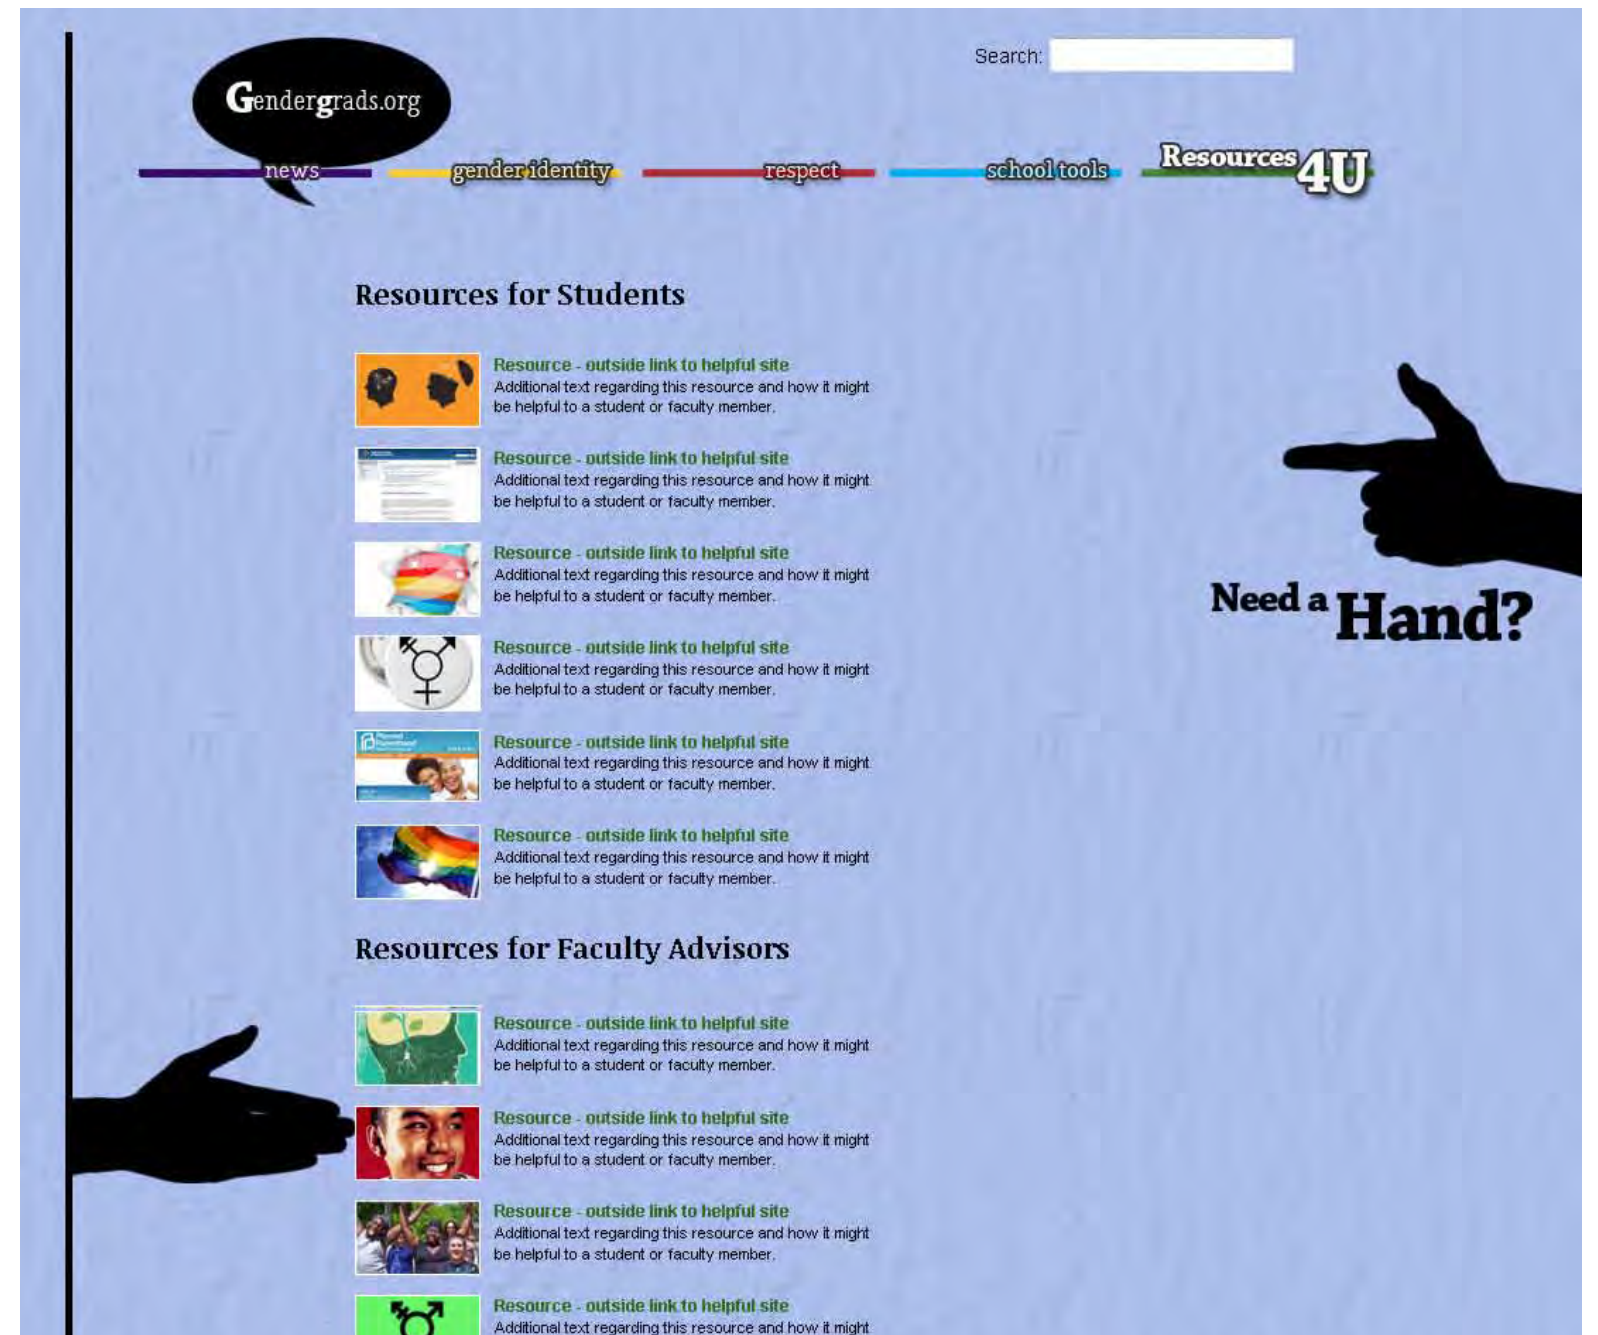 Search:
Gendergrads.org
news
gender identity
respect
school tools
Resources 4U
Resources for Students
Resource - outside link to helpful site
Additional text regarding this resource and how it might
be helpful to a student or faculty member.
Resource - outside link to helpful site
Additional text regarding this resource and how it might
be helpful to a student or faculty member.
Resource - outside link to helpful site
Additional text regarding this resource and how it might
be helpful to a student or faculty member.
Resource - outside link to helpful site
Additional text regarding this resource and how it might
be helpful to a student or faculty member.
Planned
Parenthood
Resource - outside link to helpful site
Additional text regarding this resource and how it might
be helpful to a student or faculty member.
Resource - outside link to helpful site
Additional text regarding this resource and how it might
be helpful to a student or faculty member.
Need a Hand?
Resources for Faculty Advisors
Resource - outside link to helpful site
Additional text regarding this resource and how it might
be helpful to a student or faculty member.
Resource - outside link to helpful site
Additional text regarding this resource and how it might
be helpful to a student or faculty member.
Resource - outside link to helpful site
Additional text regarding this resource and how it might
be helpful to a student or faculty member.
Resource - outside link to helpful site
Additional text regarding this resource and how it might